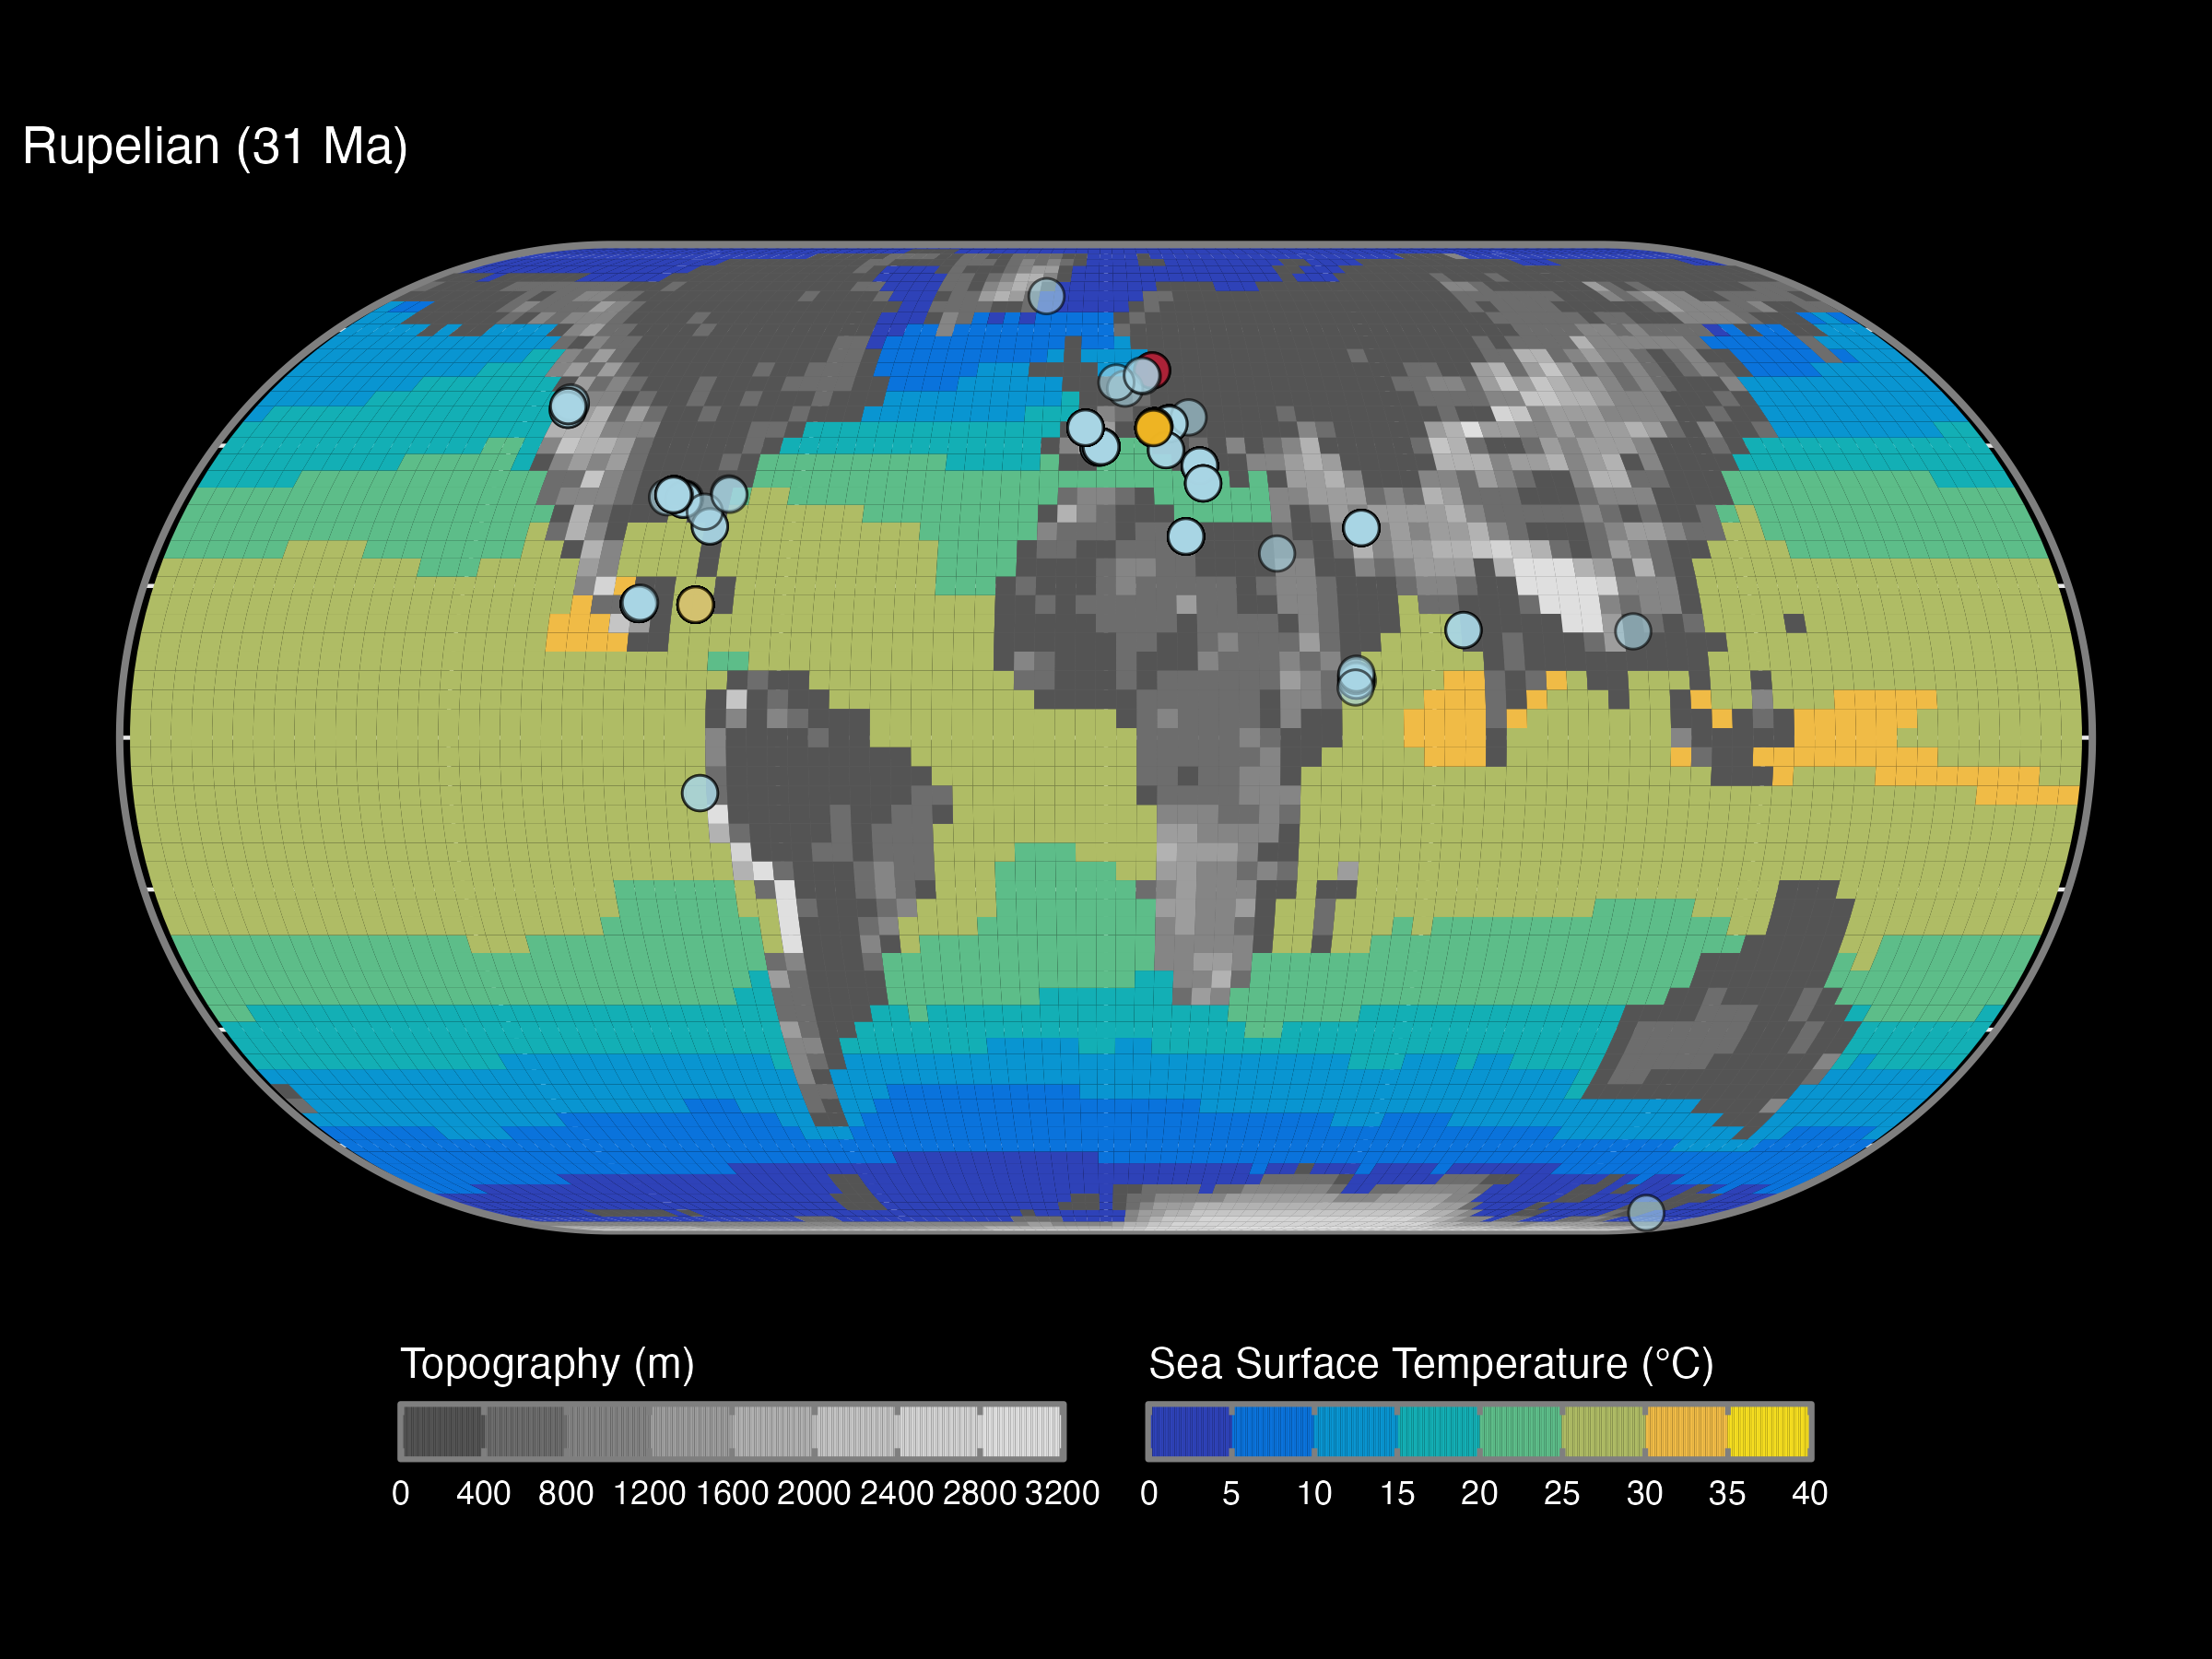 Rupelian (31 Ma)
Topography (m)
0 400 800 1200 1600 2000 2400 2800 3200
Sea Surface Temperature (°C)
0 5 10 15 20 25 30 35 40